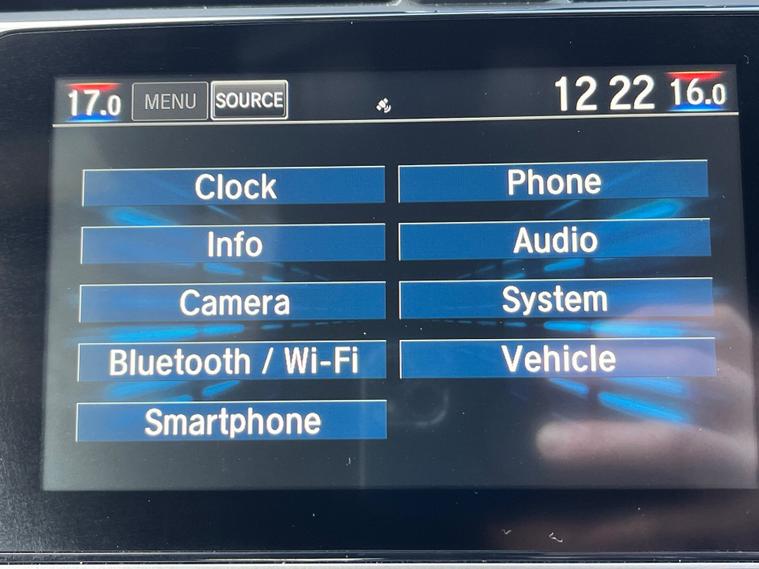 17.0 MENU SOURCE 12 22 16.0
Clock Phone
Info Audio
Camera System
Bluetooth / Wi-Fi Vehicle
Smartphone